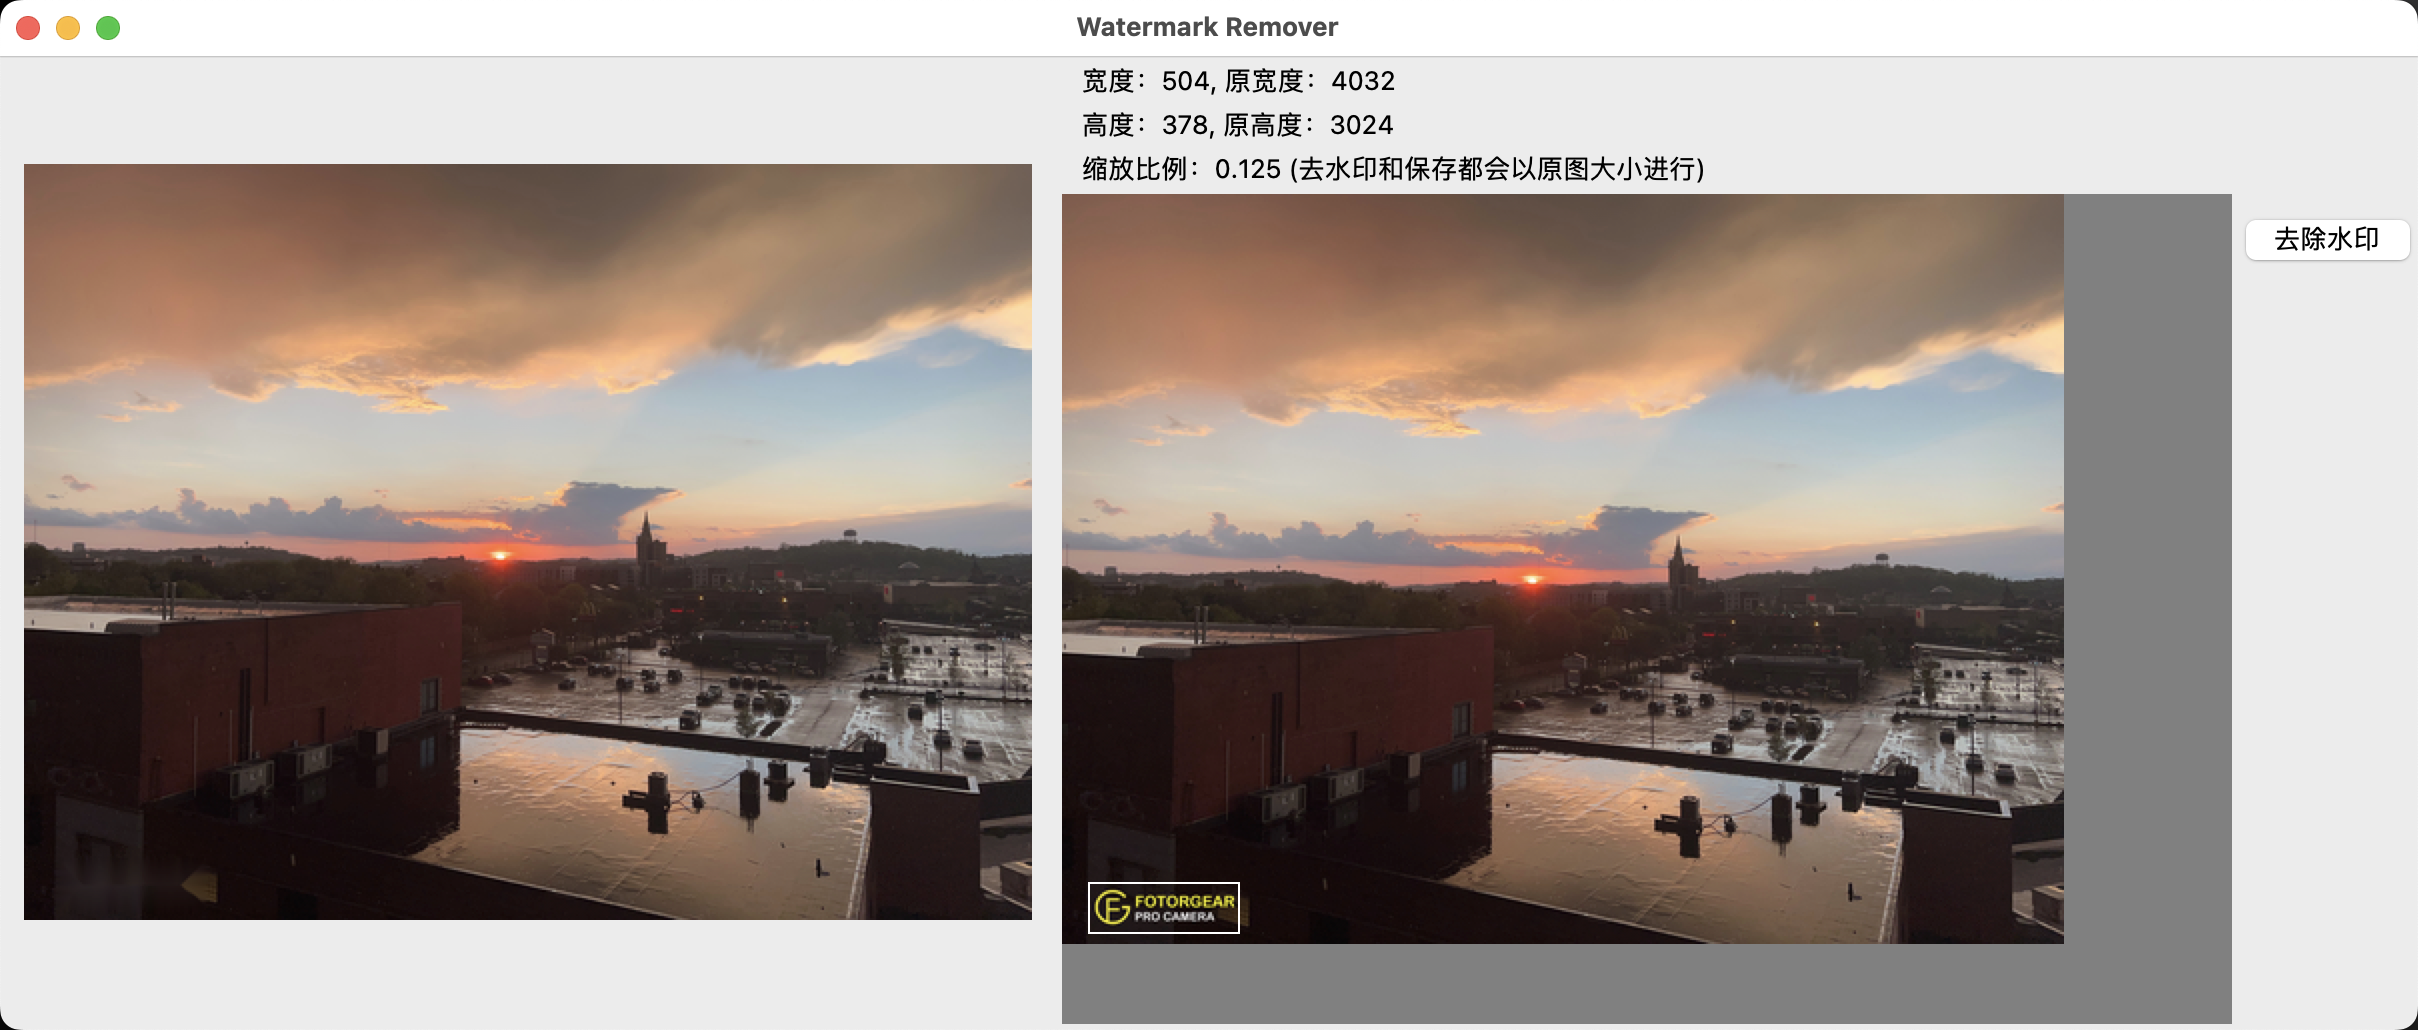 Watermark Remover
宽度：504, 原宽度：4032
高度：378, 原高度：3024
缩放比例：0.125 (去水印和保存都会以原图大小进行)
去除水印
FOTORGEAR
PRO CAMERA